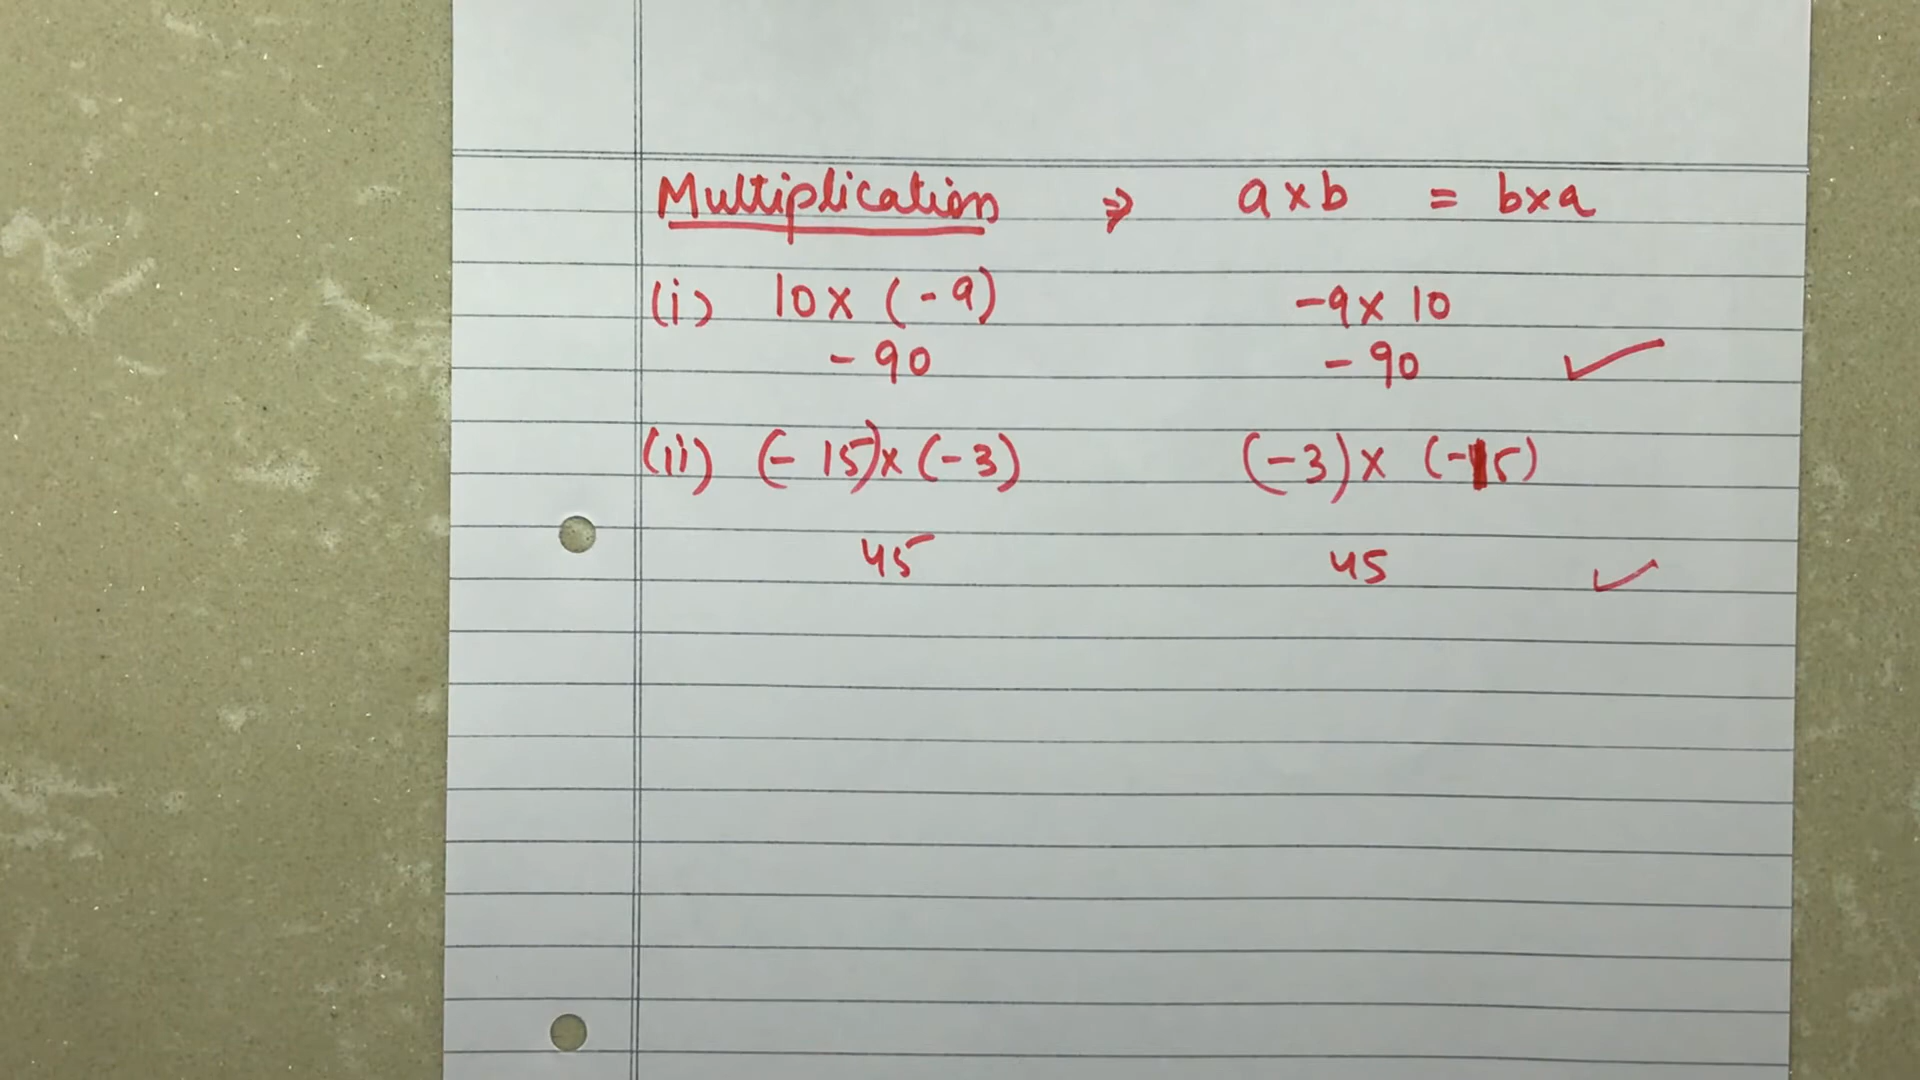 Multiplication ⇒ a x b = b x a
(i) 10 x (-9) -9 x 10
-90 -90 ✓
(ii) (-15) x (-3) (-3) x (-15)
45 45 ✓